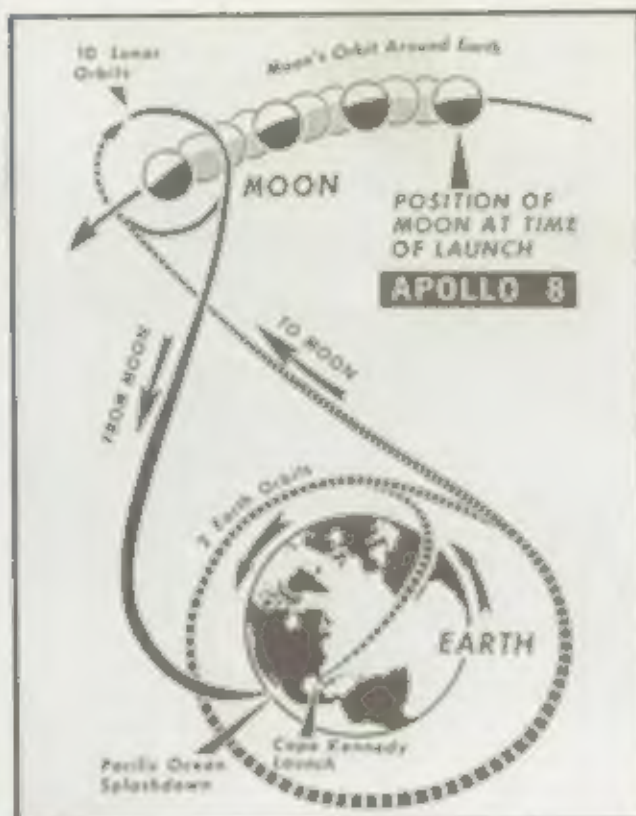 10 Lunar
Orbits
Moon's Orbit Around Earth
MOON
POSITION OF
MOON AT TIME
OF LAUNCH
APOLLO 8
FROM MOON
TO MOON
2 Earth Orbits
EARTH
Cape Kennedy
Launch
Pacific Ocean
Splashdown